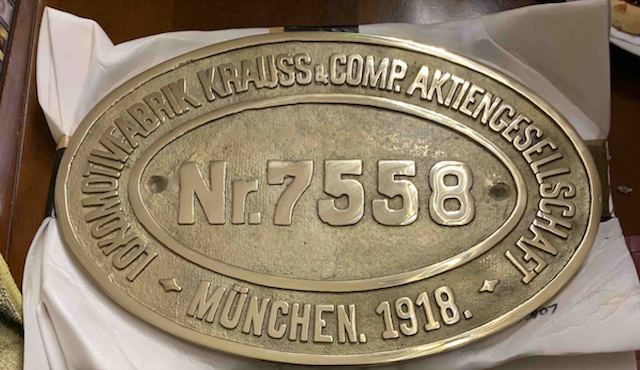 LOKOMOTIVFABRIK KRAUSS & COMP. AKTIENGESELLSCHAFT
Nr. 7558
MÜNCHEN. 1918.